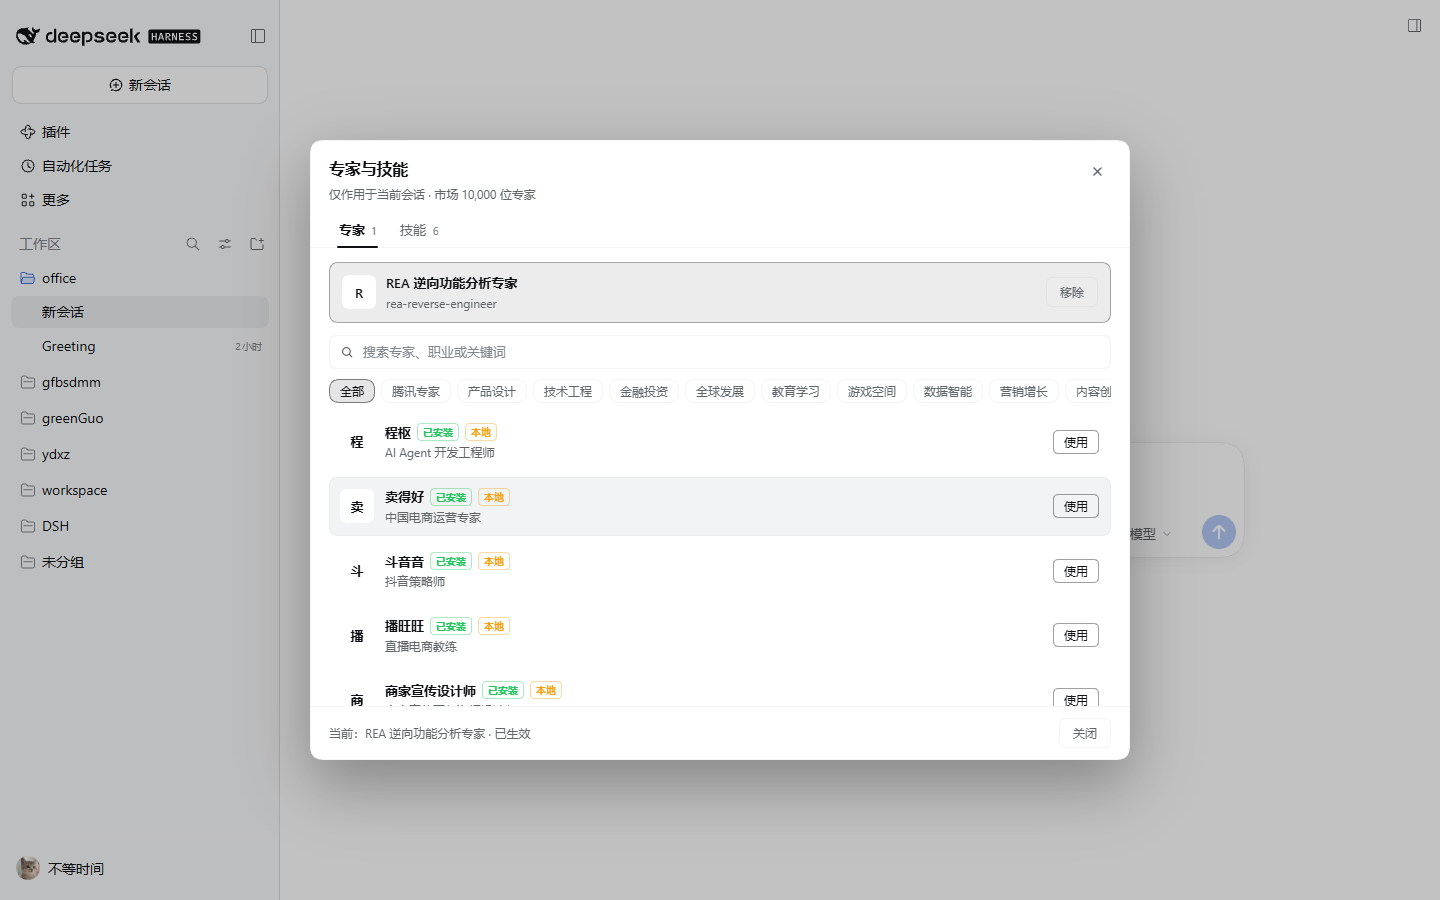 deepseek HARNESS
新会话
插件
自动化任务
更多
工作区
office
新会话
Greeting 2小时
gfbsdmm
greenGuo
ydxz
workspace
DSH
未分组
不等时间
专家与技能
仅作用于当前会话 · 市场 10,000 位专家
专家 1 技能 6
R
REA 逆向功能分析专家
rea-reverse-engineer
移除
搜索专家、职业或关键词
全部 腾讯专家 产品设计 技术工程 金融投资 全球发展 教育学习 游戏空间 数据智能 营销增长 内容创
程
程枢 已安装 本地
AI Agent 开发工程师
使用
卖
卖得好 已安装 本地
中国电商运营专家
使用
斗
斗音音 已安装 本地
抖音策略师
使用
播
播旺旺 已安装 本地
直播电商教练
使用
商
商家宣传设计师 已安装 本地
使用
当前：REA 逆向功能分析专家 · 已生效
关闭
模型